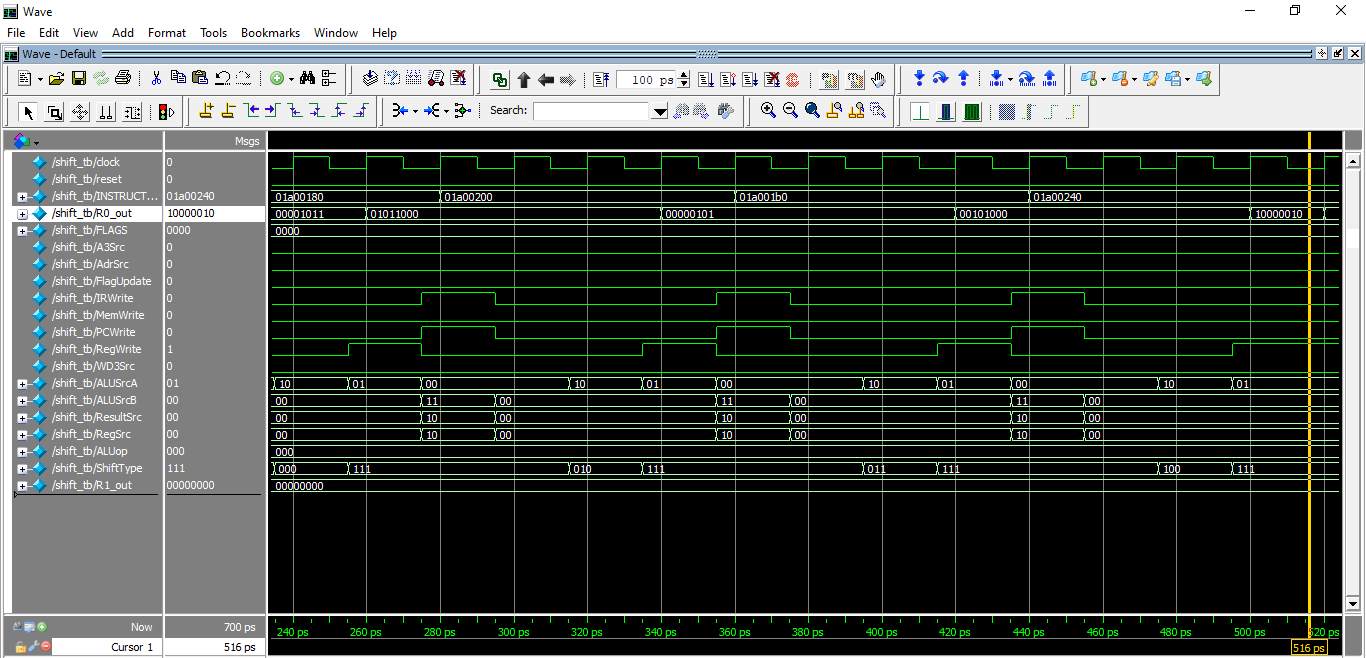 Wave
File Edit View Add Format Tools Bookmarks Window Help
Wave - Default
100 ps
Search:
Msgs
/shift_tb/clock 0
/shift_tb/reset 0
/shift_tb/INSTRUCT... 01a00240 01a00180 01a00200 01a001b0 01a00240
/shift_tb/R0_out 10000010 00001011 01011000 00000101 00101000 10000010
/shift_tb/FLAGS 0000 0000
/shift_tb/A3Src 0
/shift_tb/AdrSrc 0
/shift_tb/FlagUpdate 0
/shift_tb/IRWrite 0
/shift_tb/MemWrite 0
/shift_tb/PCWrite 0
/shift_tb/RegWrite 1
/shift_tb/WD3Src 0
/shift_tb/ALUSrcA 01 10 01 00 10 01 00 10 01 00 10 01
/shift_tb/ALUSrcB 00 00 11 00 11 00 11 00
/shift_tb/ResultSrc 00 00 10 00 10 00 10 00
/shift_tb/RegSrc 00 00 10 00 10 00 10 00
/shift_tb/ALUop 000 000
/shift_tb/ShiftType 111 000 111 010 111 011 111 100 111
/shift_tb/R1_out 00000000 00000000
Now 700 ps 240 ps 260 ps 280 ps 300 ps 320 ps 340 ps 360 ps 380 ps 400 ps 420 ps 440 ps 460 ps 480 ps 500 ps 520 ps
Cursor 1 516 ps 516 ps